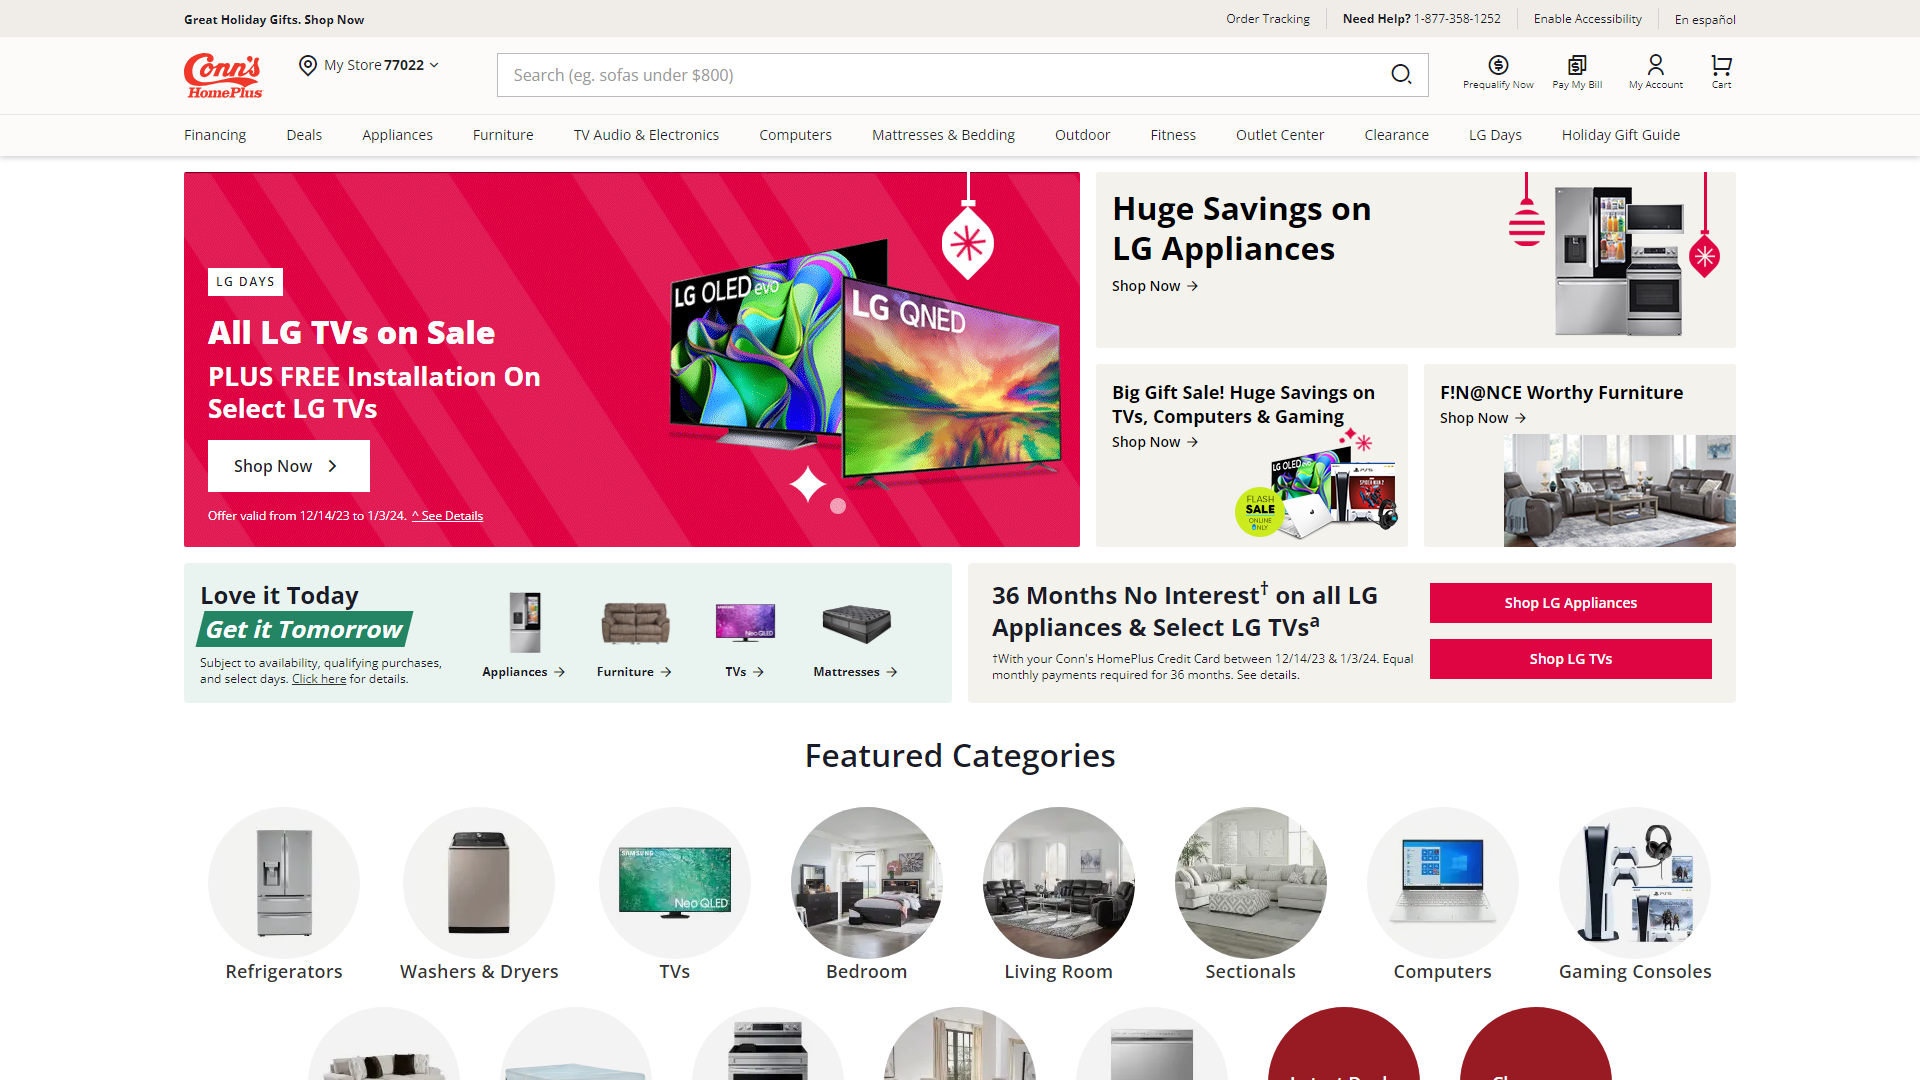 Great Holiday Gifts. Shop Now
Order Tracking
Need Help? 1-877-358-1252
Enable Accessibility
En español
Conn's
HomePlus
My Store 77022
Search (eg. sofas under $800)
Prequalify Now
Pay My Bill
My Account
Cart
Financing
Deals
Appliances
Furniture
TV Audio & Electronics
Computers
Mattresses & Bedding
Outdoor
Fitness
Outlet Center
Clearance
LG Days
Holiday Gift Guide
LG DAYS
All LG TVs on Sale
PLUS FREE Installation On
Select LG TVs
Shop Now
Offer valid from 12/14/23 to 1/3/24. ^ See Details
LG OLED evo
LG QNED
Huge Savings on
LG Appliances
Shop Now
Big Gift Sale! Huge Savings on
TVs, Computers & Gaming
Shop Now
LG OLED
FLASH
SALE
ONLINE
ONLY
F!N@NCE Worthy Furniture
Shop Now
Love it Today
Get it Tomorrow
Subject to availability, qualifying purchases,
and select days. Click here for details.
Appliances
Furniture
TVs
Mattresses
36 Months No Interest† on all LG
Appliances & Select LG TVsª
†With your Conn's HomePlus Credit Card between 12/14/23 & 1/3/24. Equal
monthly payments required for 36 months. See details.
Shop LG Appliances
Shop LG TVs
Featured Categories
SAMSUNG
Neo QLED
Refrigerators
Washers & Dryers
TVs
Bedroom
Living Room
Sectionals
Computers
Gaming Consoles